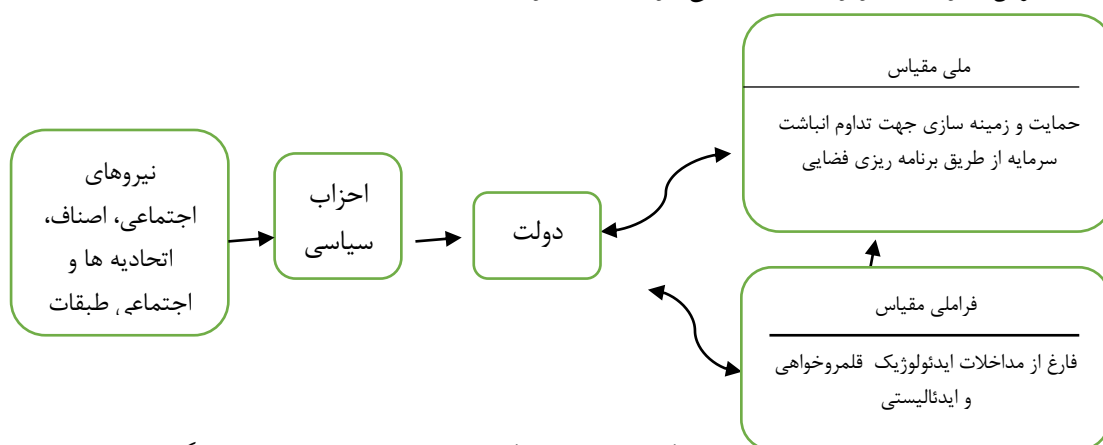 نیروهای
اجتماعی، اصناف،
اتحادیه ها و
اجتماعی طبقات
احزاب
سیاسی
دولت
ملی مقیاس
حمایت و زمینه سازی جهت تداوم انباشت
سرمایه از طریق برنامه ریزی فضایی
فراملی مقیاس
فارغ از مداخلات ایدئولوژیک قلمروخواهی
و ایدئالیستی